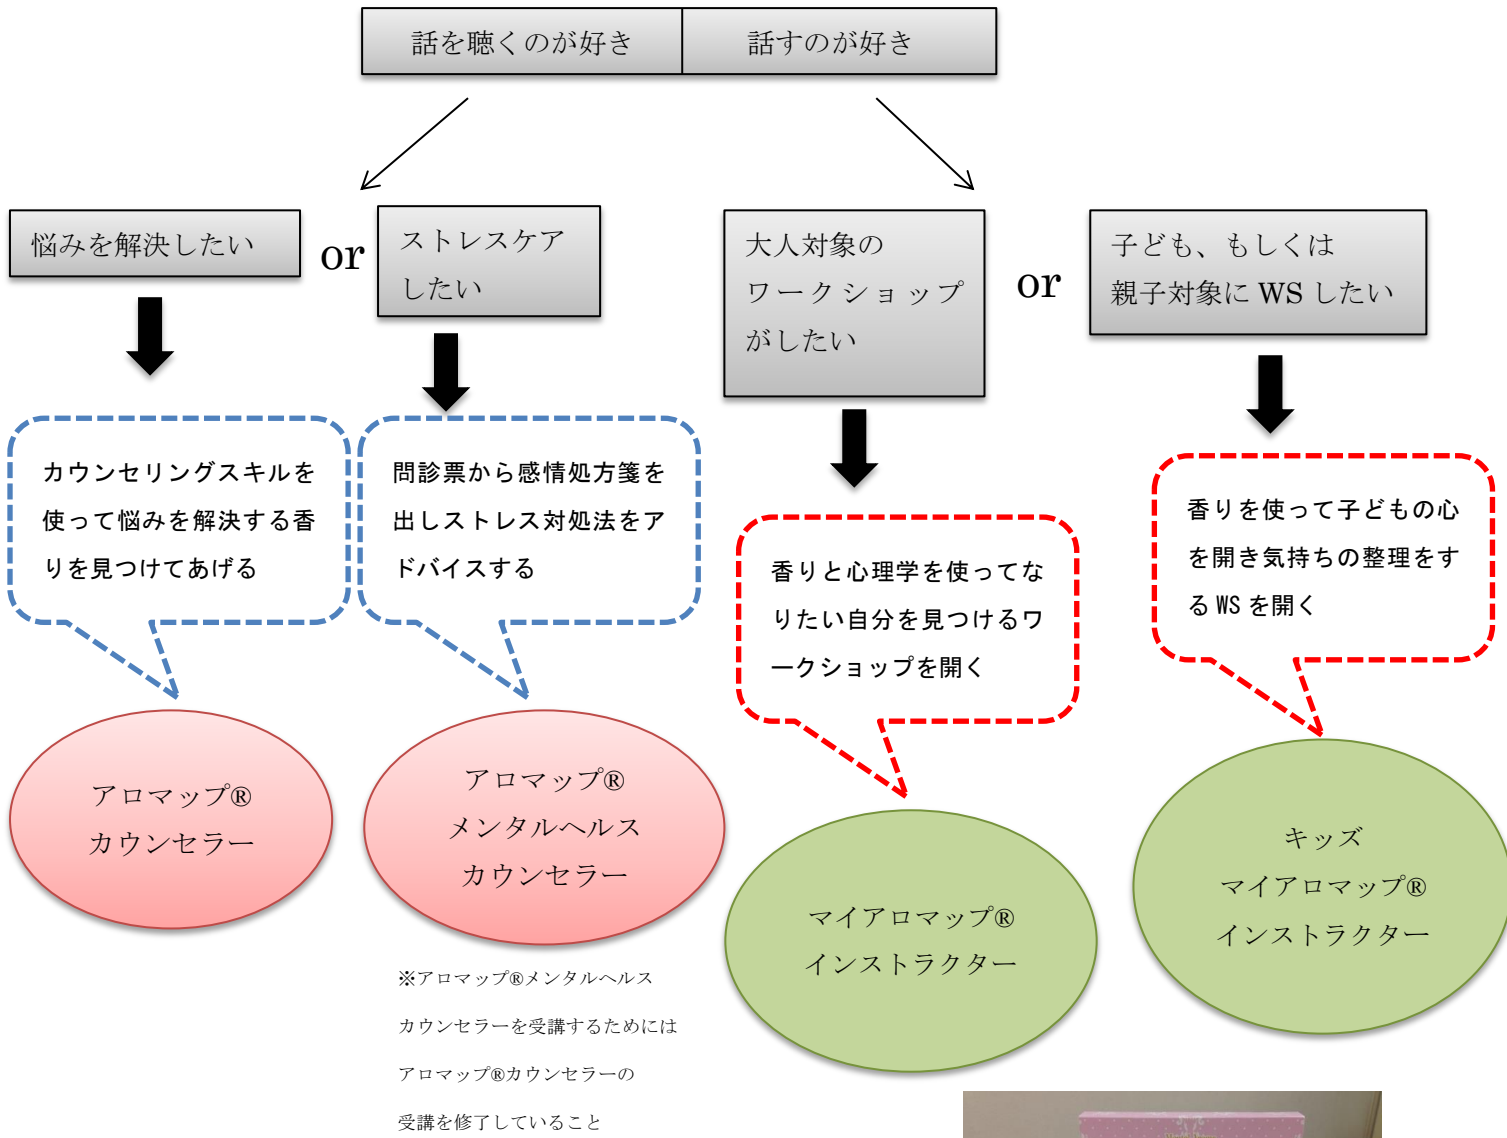 話を聴くのが好き
話すのが好き
悩みを解決したい
or
ストレスケア
したい
大人対象の
ワークショップ
がしたい
or
子ども、もしくは
親子対象に WS したい
カウンセリングスキルを
使って悩みを解決する香
りを見つけてあげる
問診票から感情処方箋を
出しストレス対処法をア
ドバイスする
香りと心理学を使ってな
りたい自分を見つけるワ
ークショップを開く
香りを使って子どもの心
を開き気持ちの整理をす
る WS を開く
アロマップ®
カウンセラー
アロマップ®
メンタルヘルス
カウンセラー
マイアロマップ®
インストラクター
キッズ
マイアロマップ®
インストラクター
※アロマップ®メンタルヘルス
カウンセラーを受講するためには
アロマップ®カウンセラーの
受講を修了していること